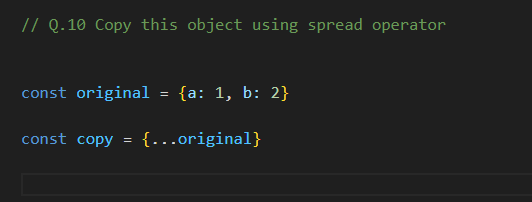 // Q.10 Copy this object using spread operator
const original = {a: 1, b: 2}
const copy = {...original}